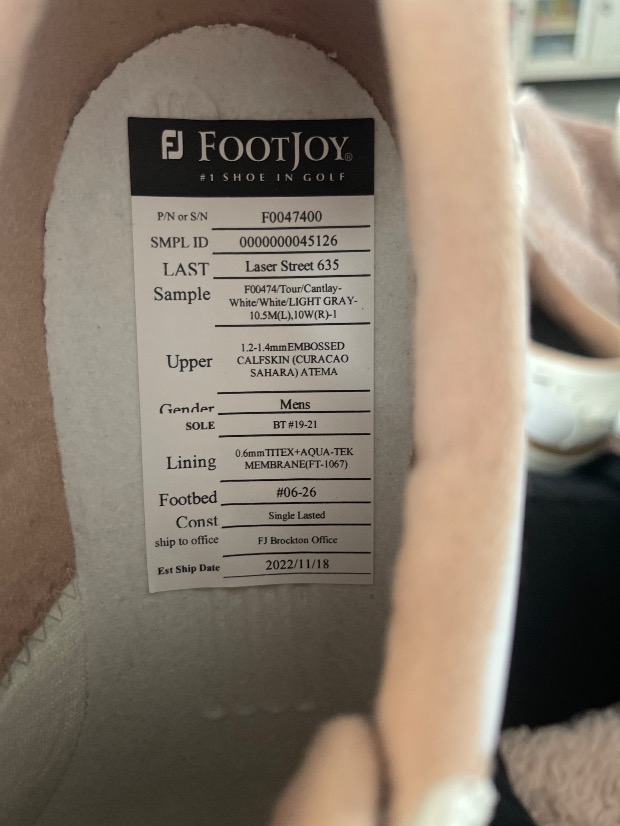 FJ FOOTJOY®
#1 SHOE IN GOLF
P/N or S/N F0047400
SMPL ID 0000000045126
LAST Laser Street 635
Sample F00474/Tour/Cantlay-
White/White/LIGHT GRAY-
10.5M(L),10W(R)-1
Upper 1.2-1.4mmEMBOSSED
CALFSKIN (CURACAO
SAHARA) ATEMA
Gender Mens
SOLE BT #19-21
Lining 0.6mmTITEX+AQUA-TEK
MEMBRANE(FT-1067)
Footbed #06-26
Const Single Lasted
ship to office FJ Brockton Office
Est Ship Date 2022/11/18